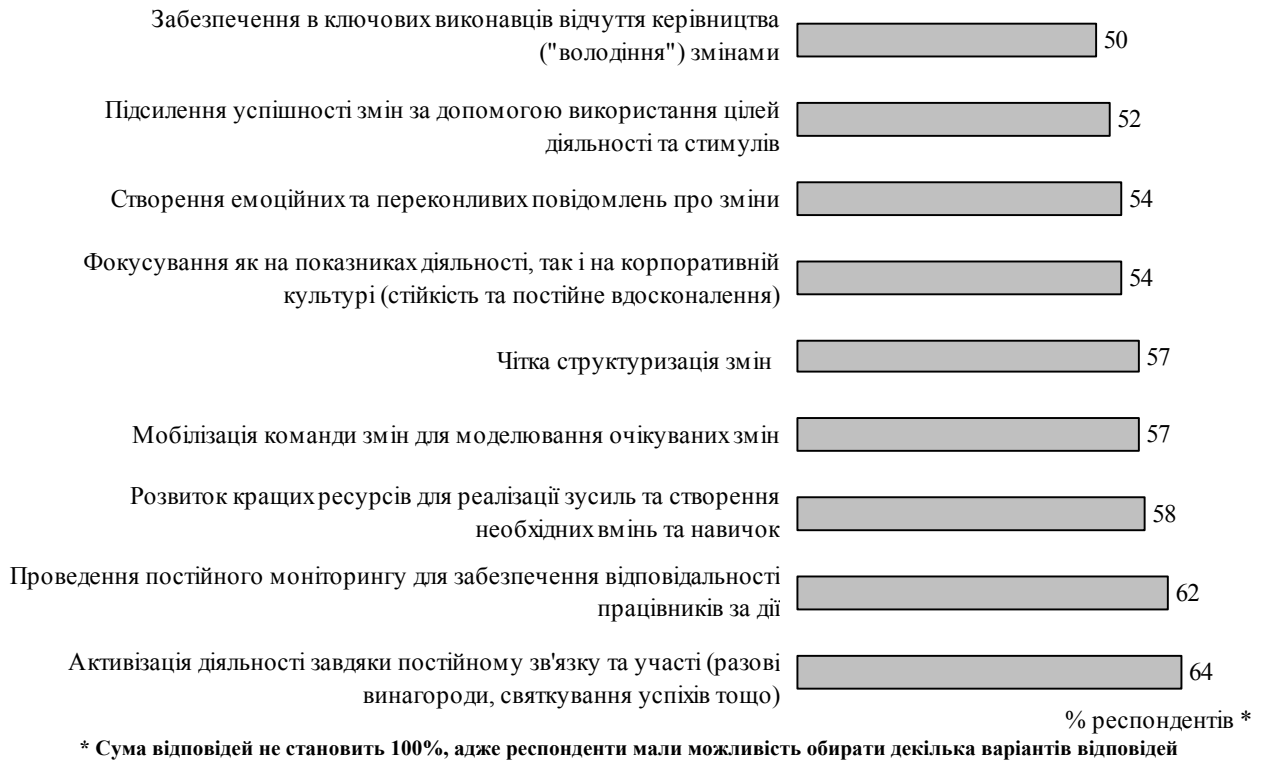 Забезпечення в ключових виконавців відчуття керівництва
("володіння") змінами
50
Підсилення успішності змін за допомогою використання цілей
діяльності та стимулів
52
Створення емоційних та переконливих повідомлень про зміни
54
Фокусування як на показниках діяльності, так і на корпоративній
культурі (стійкість та постійне вдосконалення)
54
Чітка структуризація змін
57
Мобілізація команди змін для моделювання очікуваних змін
57
Розвиток кращих ресурсів для реалізації зусиль та створення
необхідних вмінь та навичок
58
Проведення постійного моніторингу для забезпечення відповідальності
працівників за дії
62
Активізація діяльності завдяки постійному зв'язку та участі (разові
винагороди, святкування успіхів тощо)
64
% респондентів *
* Сума відповідей не становить 100%, адже респонденти мали можливість обирати декілька варіантів відповідей